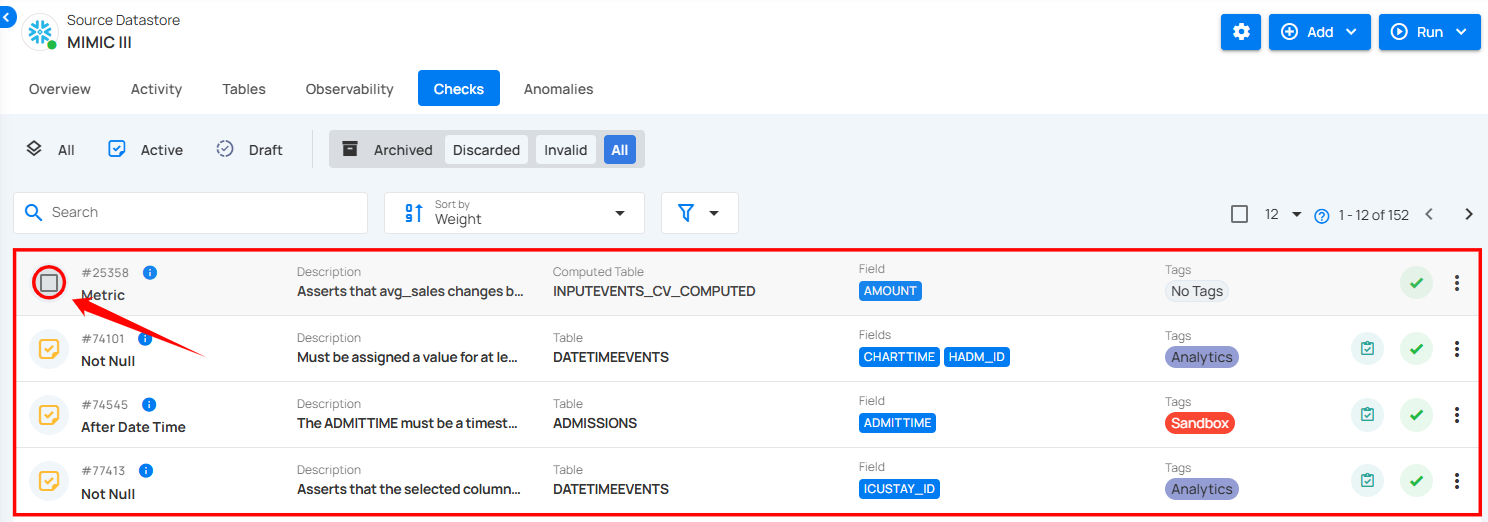 Source Datastore
MIMIC III
Add
Run
Overview Activity Tables Observability Checks Anomalies
All Active Draft Archived Discarded Invalid All
Search
Sort by
Weight
12 1 - 12 of 152
#25358 Description Computed Table Field Tags
Metric Asserts that avg_sales changes b... INPUTEVENTS_CV_COMPUTED AMOUNT No Tags
#74101 Description Table Fields Tags
Not Null Must be assigned a value for at le... DATETIMEEVENTS CHARTTIME HADM_ID Analytics
#74545 Description Table Field Tags
After Date Time The ADMITTIME must be a timest... ADMISSIONS ADMITTIME Sandbox
#77413 Description Table Field Tags
Not Null Asserts that the selected column... DATETIMEEVENTS ICUSTAY_ID Analytics